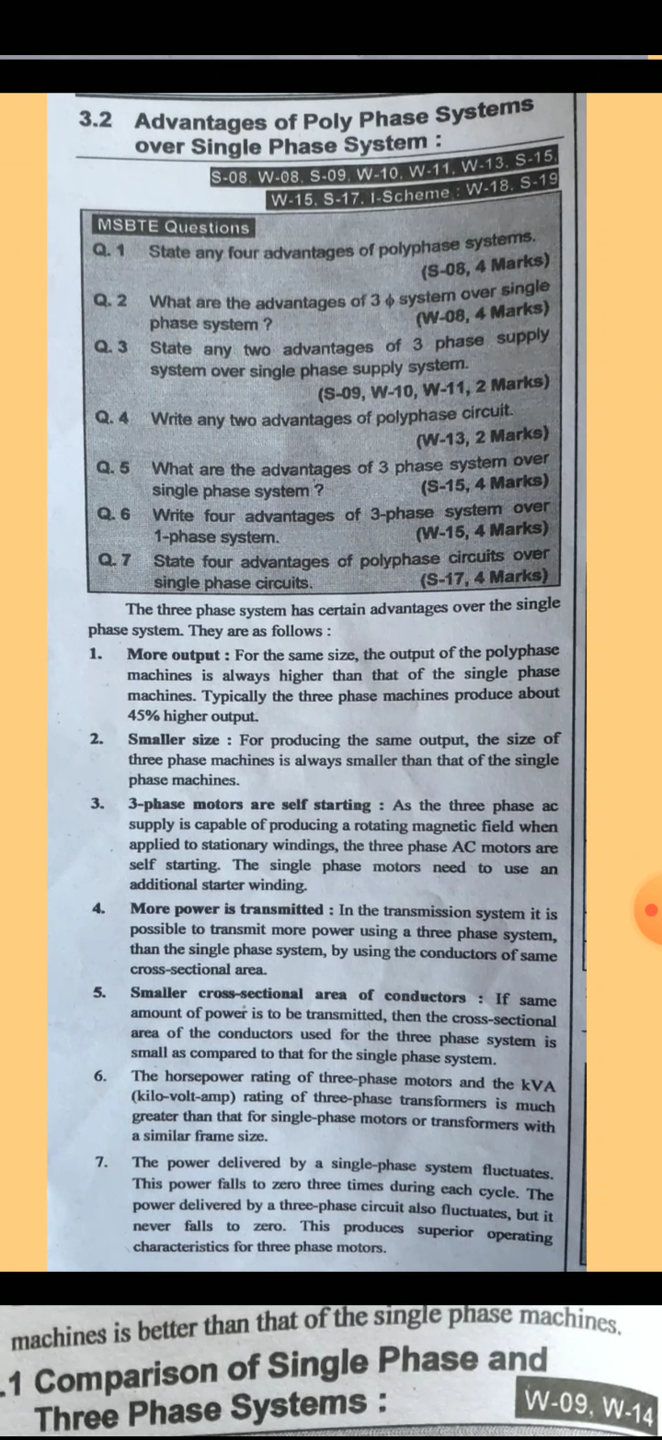 3.2 Advantages of Poly Phase Systems
over Single Phase System :
S-08, W-08, S-09, W-10, W-11, W-13, S-15,
W-15, S-17, I-Scheme : W-18, S-19
MSBTE Questions
Q. 1 State any four advantages of polyphase systems.
(S-08, 4 Marks)
Q. 2 What are the advantages of 3 ϕ system over single
phase system ? (W-08, 4 Marks)
Q. 3 State any two advantages of 3 phase supply
system over single phase supply system.
(S-09, W-10, W-11, 2 Marks)
Q. 4 Write any two advantages of polyphase circuit.
(W-13, 2 Marks)
Q. 5 What are the advantages of 3 phase system over
single phase system ? (S-15, 4 Marks)
Q. 6 Write four advantages of 3-phase system over
1-phase system. (W-15, 4 Marks)
Q. 7 State four advantages of polyphase circuits over
single phase circuits. (S-17, 4 Marks)
The three phase system has certain advantages over the single
phase system. They are as follows :
1. More output : For the same size, the output of the polyphase
machines is always higher than that of the single phase
machines. Typically the three phase machines produce about
45% higher output.
2. Smaller size : For producing the same output, the size of
three phase machines is always smaller than that of the single
phase machines.
3. 3-phase motors are self starting : As the three phase ac
supply is capable of producing a rotating magnetic field when
applied to stationary windings, the three phase AC motors are
self starting. The single phase motors need to use an
additional starter winding.
4. More power is transmitted : In the transmission system it is
possible to transmit more power using a three phase system,
than the single phase system, by using the conductors of same
cross-sectional area.
5. Smaller cross-sectional area of conductors : If same
amount of power is to be transmitted, then the cross-sectional
area of the conductors used for the three phase system is
small as compared to that for the single phase system.
6. The horsepower rating of three-phase motors and the kVA
(kilo-volt-amp) rating of three-phase transformers is much
greater than that for single-phase motors or transformers with
a similar frame size.
7. The power delivered by a single-phase system fluctuates.
This power falls to zero three times during each cycle. The
power delivered by a three-phase circuit also fluctuates, but it
never falls to zero. This produces superior operating
characteristics for three phase motors.
machines is better than that of the single phase machines.
.1 Comparison of Single Phase and
Three Phase Systems :
W-09, W-14